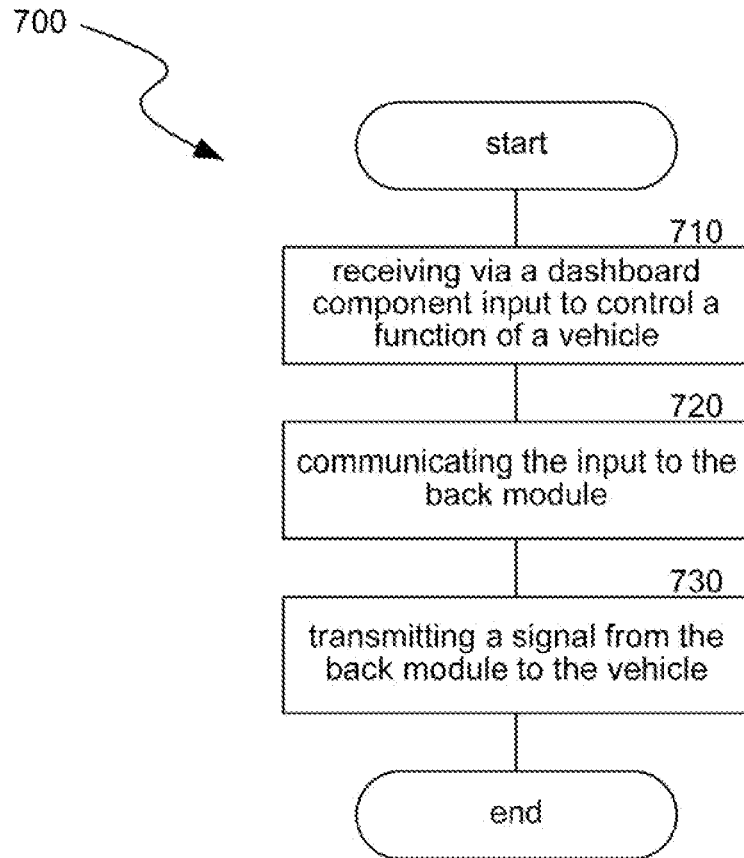 700
start
710
receiving via a dashboard
component input to control a
function of a vehicle
720
communicating the input to the
back module
730
transmitting a signal from the
back module to the vehicle
end